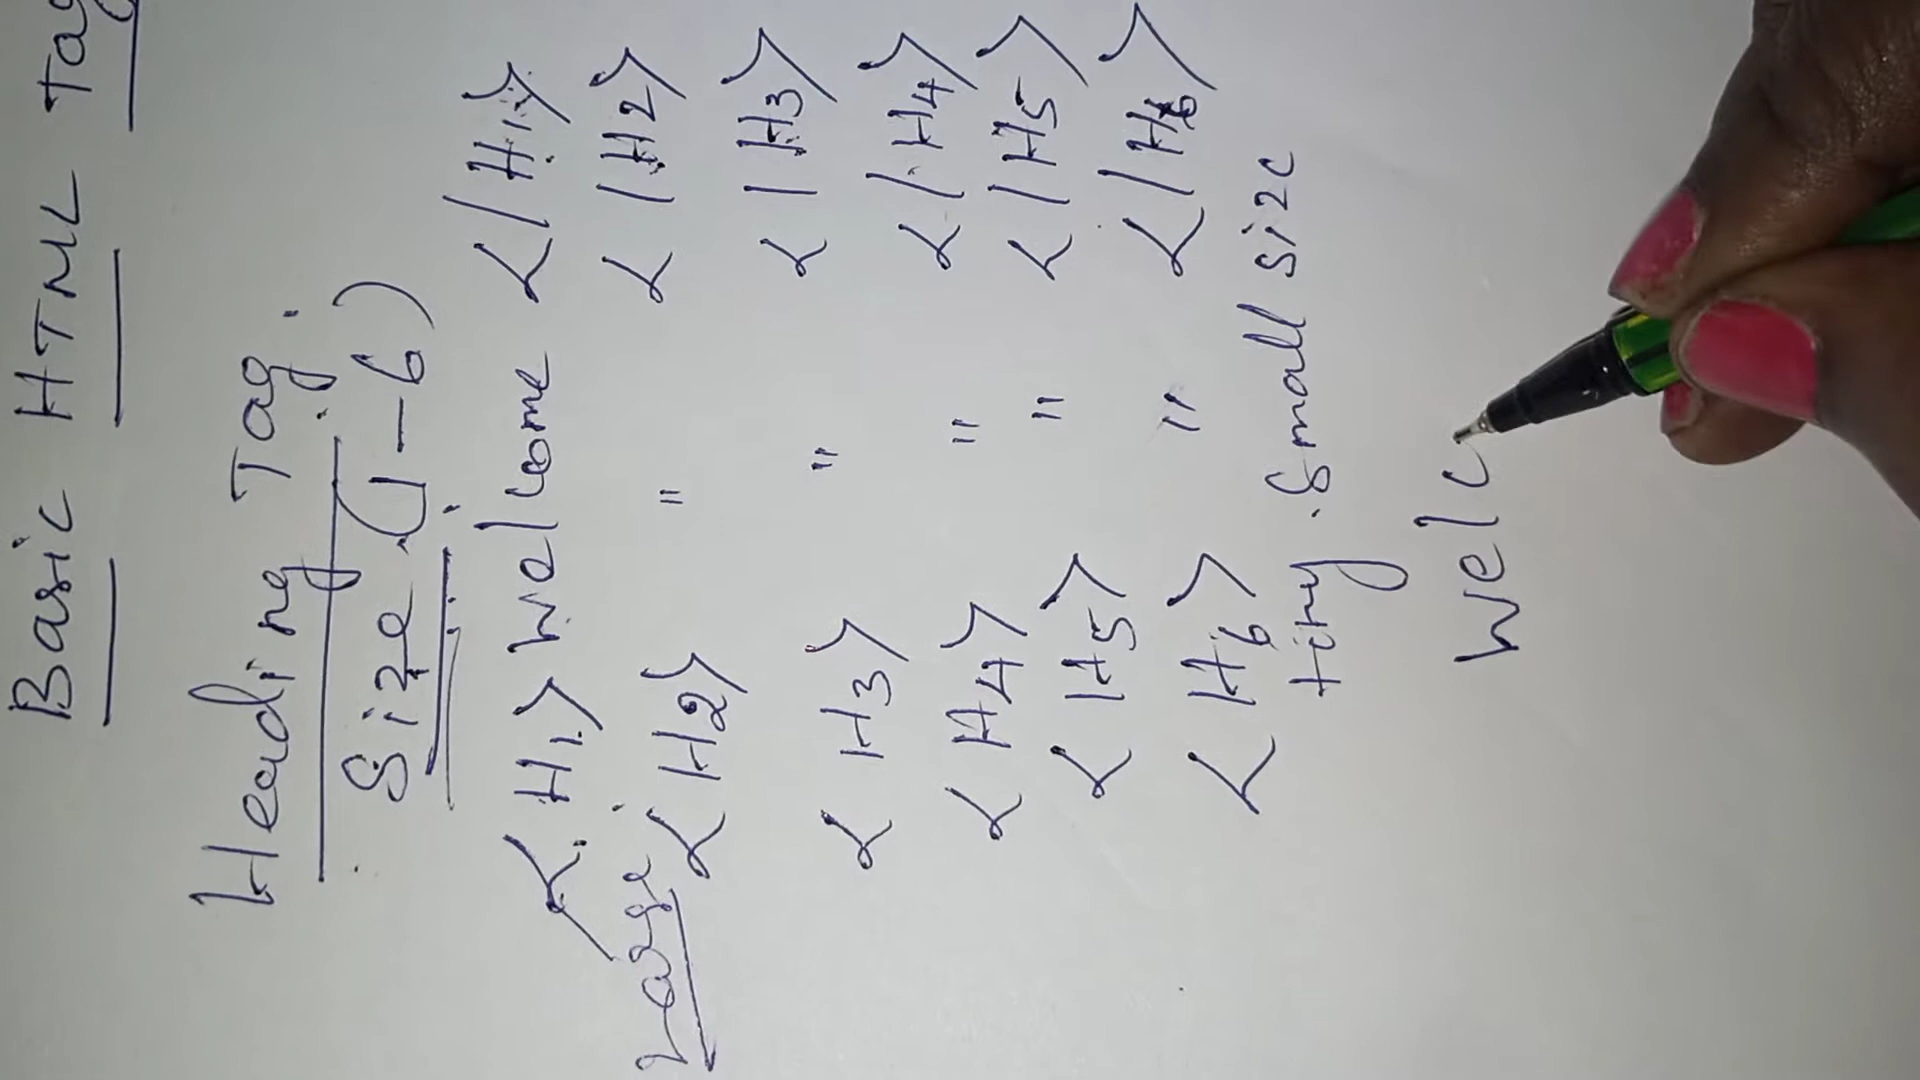 Basic HTML Tag
Heading Tag.
Size (1-6)
<H1> Welcome </H1>
Large
<H2> " </H2>
<H3> " </H3>
<H4> " </H4>
<H5> " </H5>
<H6> " </H6>
tiny. Small size
Welc